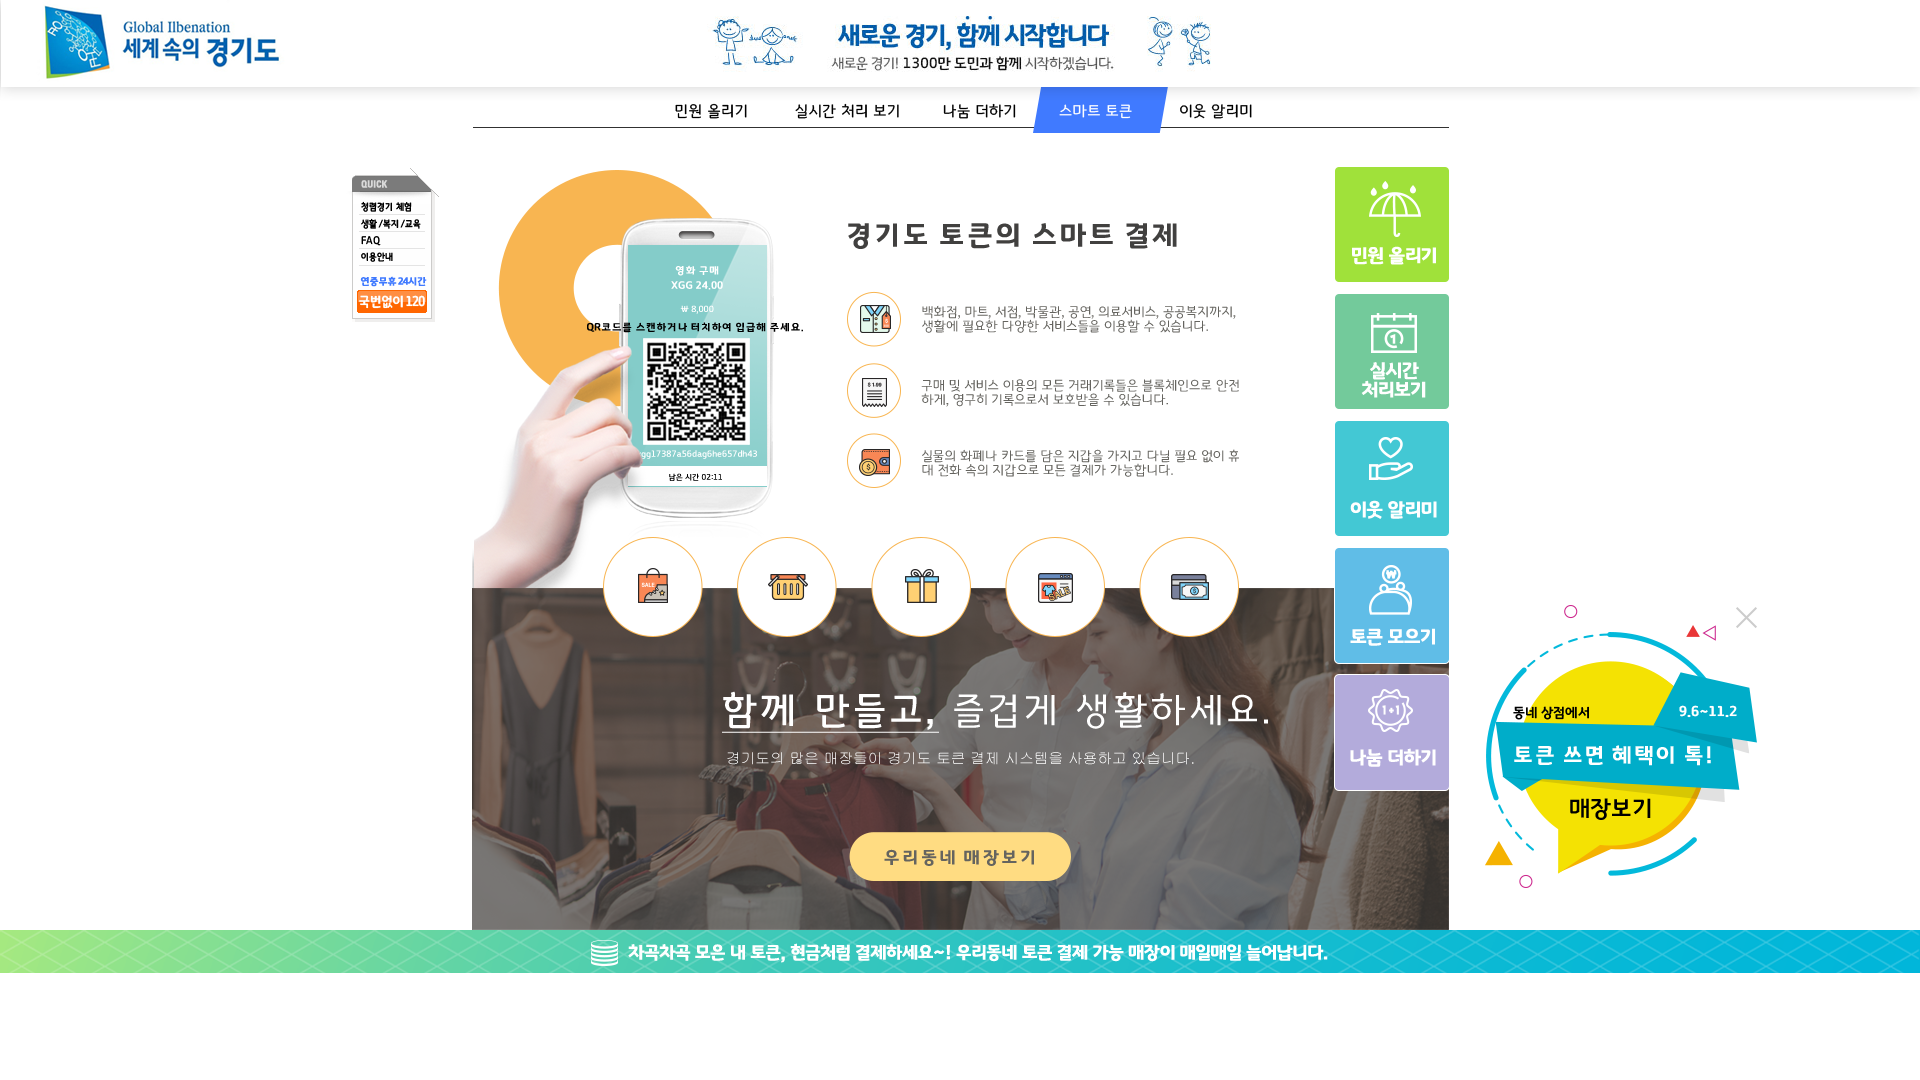 Global Ilbenation
세계 속의 경기도
새로운 경기, 함께 시작합니다
새로운 경기! 1300만 도민과 함께 시작하겠습니다.
민원 올리기
실시간 처리 보기
나눔 더하기
스마트 토큰
이웃 알리미
QUICK
청렴경기 체험
생활/복지/교육
FAQ
이용안내
연중무휴 24시간
국번없이 120
영화 구매
XGG 24.00
₩ 8,000
QR코드를 스캔하거나 터치하여 입급해 주세요.
gg17387a56dag6he657dh43
남은 시간 02:11
경기도 토큰의 스마트 결제
백화점, 마트, 서점, 박물관, 공연, 의료서비스, 공공복지까지,
생활에 필요한 다양한 서비스들을 이용할 수 있습니다.
$ 1.99
구매 및 서비스 이용의 모든 거래기록들은 블록체인으로 안전
하게, 영구히 기록으로서 보호받을 수 있습니다.
실물의 화폐나 카드를 담은 지갑을 가지고 다닐 필요 없이 휴
대 전화 속의 지갑으로 모든 결제가 가능합니다.
SALE
SALE
함께 만들고, 즐겁게 생활하세요.
경기도의 많은 매장들이 경기도 토큰 결제 시스템을 사용하고 있습니다.
우리동네 매장보기
민원 올리기
1
실시간
처리보기
이웃 알리미
₩
토큰 모으기
1+1
나눔 더하기
동네 상점에서
9.6~11.2
토큰 쓰면 혜택이 톡!
매장보기
차곡차곡 모은 내 토큰, 현금처럼 결제하세요~! 우리동네 토큰 결제 가능 매장이 매일매일 늘어납니다.